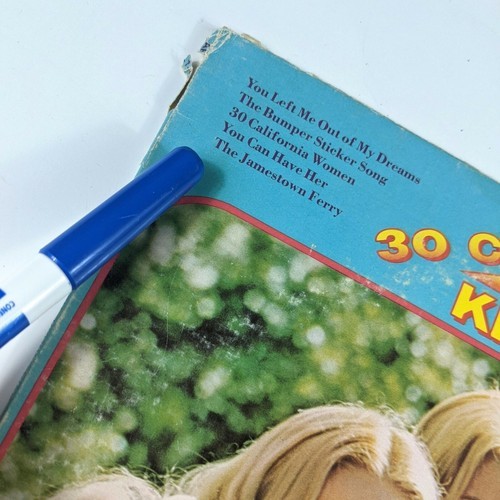 You Left Me Out of My Dreams
The Bumper Sticker Song
30 California Women
You Can Have Her
The Jamestown Ferry
30 C